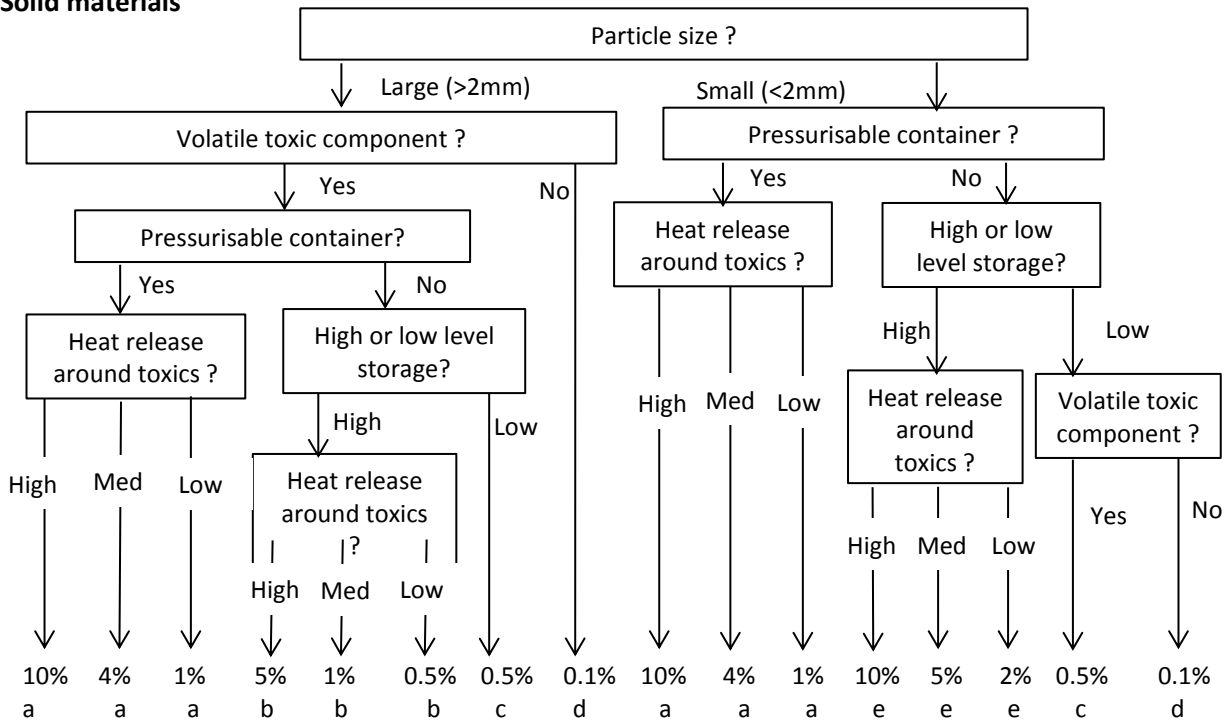 Solid materials
Particle size ?
Large (>2mm)
Small (<2mm)
Volatile toxic component ?
Pressurisable container ?
Yes
No
Yes
No
Pressurisable container?
Heat release
around toxics ?
High or low
level storage?
Yes
No
Heat release
around toxics ?
High or low level
storage?
High
Low
High
Low
High
Med
Low
Heat release
around
toxics ?
Volatile toxic
component ?
High
Med
Low
Heat release
around toxics
?
Yes
No
High
Med
Low
High
Med
Low
10% 4% 1% 5% 1% 0.5% 0.5% 0.1% 10% 4% 1% 10% 5% 2% 0.5% 0.1%
a a a b b b c d a a a e e e c d